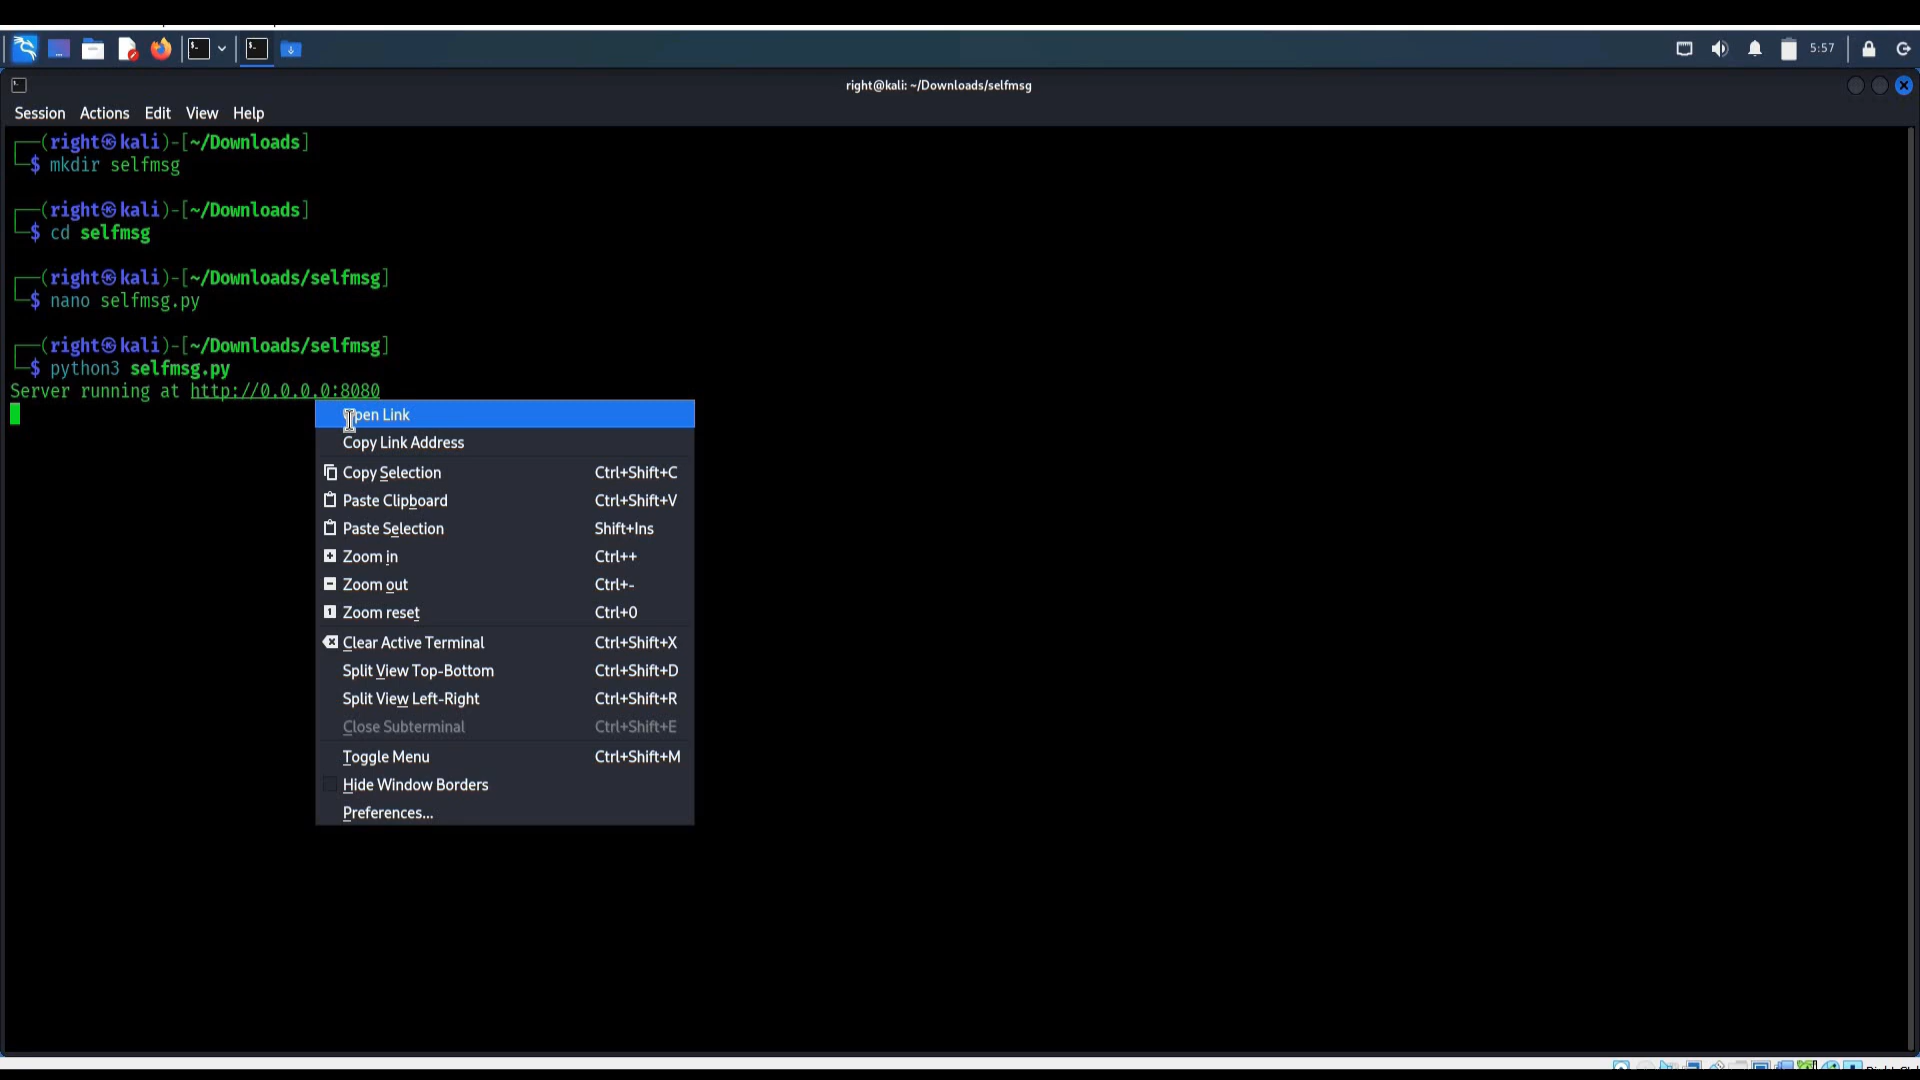 5:57
right@kali: ~/Downloads/selfmsg
Session Actions Edit View Help
┌──(right㉿kali)-[~/Downloads]
└─$ mkdir selfmsg
┌──(right㉿kali)-[~/Downloads]
└─$ cd selfmsg
┌──(right㉿kali)-[~/Downloads/selfmsg]
└─$ nano selfmsg.py
┌──(right㉿kali)-[~/Downloads/selfmsg]
└─$ python3 selfmsg.py
Server running at http://0.0.0.0:8080
Open Link
Copy Link Address
Copy Selection Ctrl+Shift+C
Paste Clipboard Ctrl+Shift+V
Paste Selection Shift+Ins
Zoom in Ctrl++
Zoom out Ctrl+-
Zoom reset Ctrl+0
Clear Active Terminal Ctrl+Shift+X
Split View Top-Bottom Ctrl+Shift+D
Split View Left-Right Ctrl+Shift+R
Close Subterminal Ctrl+Shift+E
Toggle Menu Ctrl+Shift+M
Hide Window Borders
Preferences...